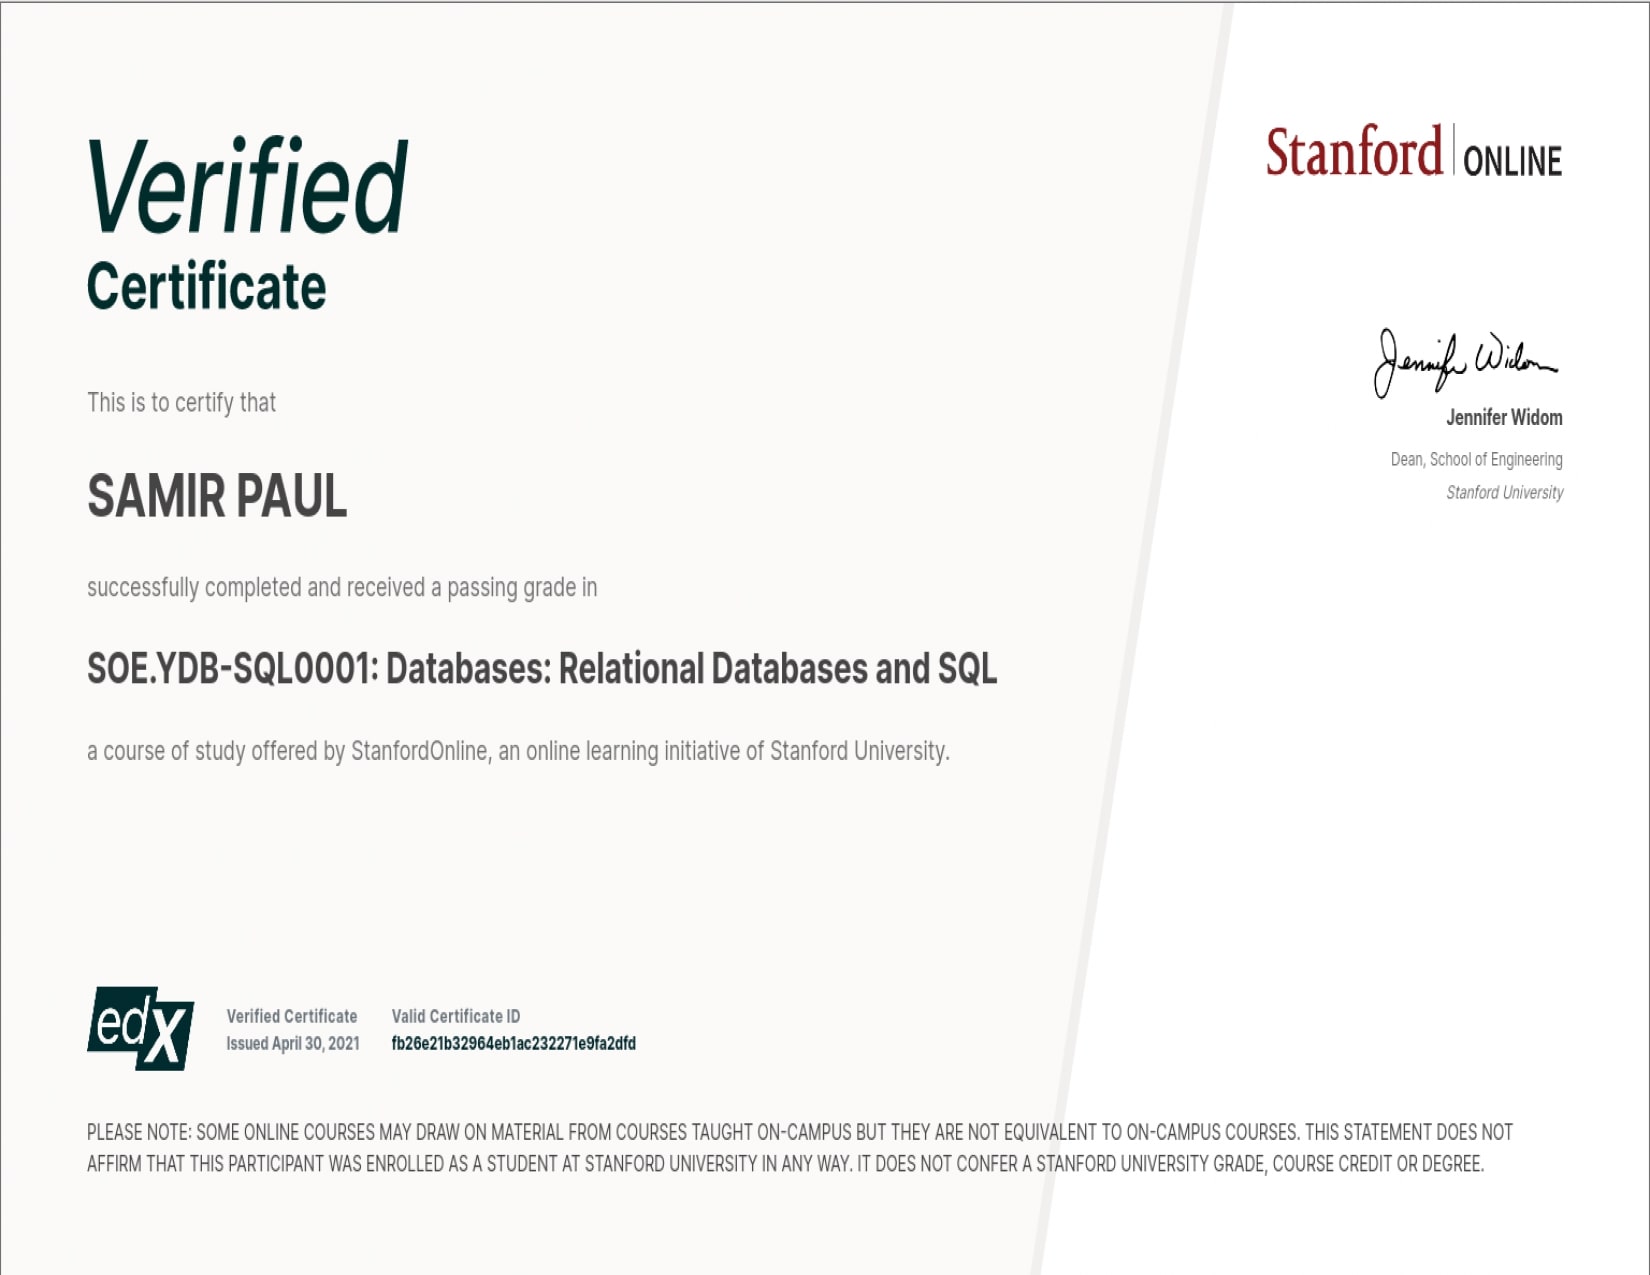 Verified
Certificate
This is to certify that
SAMIR PAUL
successfully completed and received a passing grade in
SOE.YDB-SQL0001: Databases: Relational Databases and SQL
a course of study offered by StanfordOnline, an online learning initiative of Stanford University.
Stanford | ONLINE
Jennifer Widom
Jennifer Widom
Dean, School of Engineering
Stanford University
edX
Verified Certificate
Issued April 30, 2021
Valid Certificate ID
fb26e21b32964eb1ac232271e9fa2dfd
PLEASE NOTE: SOME ONLINE COURSES MAY DRAW ON MATERIAL FROM COURSES TAUGHT ON-CAMPUS BUT THEY ARE NOT EQUIVALENT TO ON-CAMPUS COURSES. THIS STATEMENT DOES NOT
AFFIRM THAT THIS PARTICIPANT WAS ENROLLED AS A STUDENT AT STANFORD UNIVERSITY IN ANY WAY. IT DOES NOT CONFER A STANFORD UNIVERSITY GRADE, COURSE CREDIT OR DEGREE.